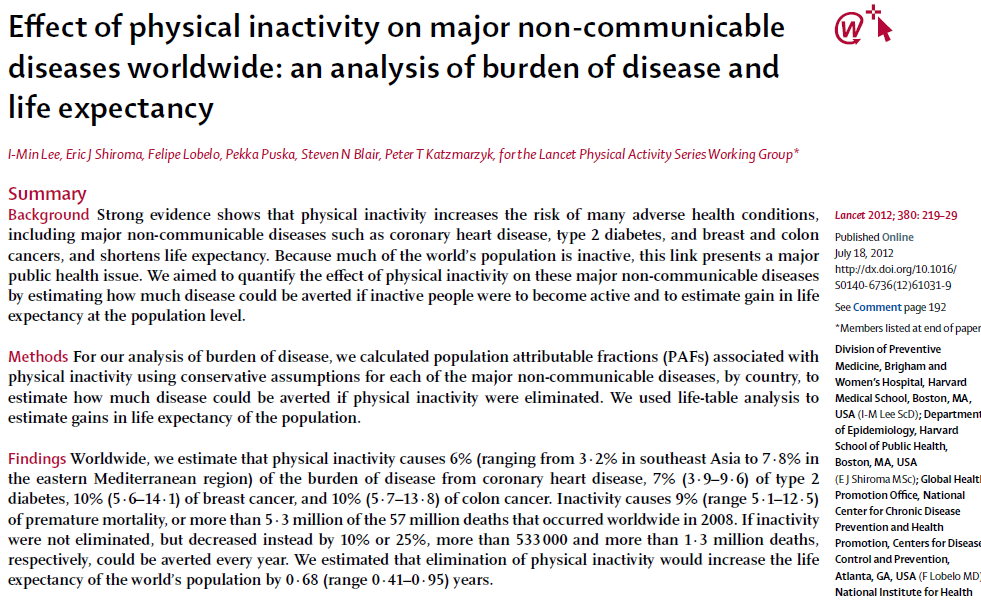 Effect of physical inactivity on major non-communicable
diseases worldwide: an analysis of burden of disease and
life expectancy
W
I-Min Lee, Eric J Shiroma, Felipe Lobelo, Pekka Puska, Steven N Blair, Peter T Katzmarzyk, for the Lancet Physical Activity Series Working Group*
Summary
Background Strong evidence shows that physical inactivity increases the risk of many adverse health conditions,
including major non-communicable diseases such as coronary heart disease, type 2 diabetes, and breast and colon
cancers, and shortens life expectancy. Because much of the world's population is inactive, this link presents a major
public health issue. We aimed to quantify the effect of physical inactivity on these major non-communicable diseases
by estimating how much disease could be averted if inactive people were to become active and to estimate gain in life
expectancy at the population level.
Methods For our analysis of burden of disease, we calculated population attributable fractions (PAFs) associated with
physical inactivity using conservative assumptions for each of the major non-communicable diseases, by country, to
estimate how much disease could be averted if physical inactivity were eliminated. We used life-table analysis to
estimate gains in life expectancy of the population.
Findings Worldwide, we estimate that physical inactivity causes 6% (ranging from 3·2% in southeast Asia to 7·8% in
the eastern Mediterranean region) of the burden of disease from coronary heart disease, 7% (3·9–9·6) of type 2
diabetes, 10% (5·6–14·1) of breast cancer, and 10% (5·7–13·8) of colon cancer. Inactivity causes 9% (range 5·1–12·5)
of premature mortality, or more than 5·3 million of the 57 million deaths that occurred worldwide in 2008. If inactivity
were not eliminated, but decreased instead by 10% or 25%, more than 533 000 and more than 1·3 million deaths,
respectively, could be averted every year. We estimated that elimination of physical inactivity would increase the life
expectancy of the world's population by 0·68 (range 0·41–0·95) years.
Lancet 2012; 380: 219–29
Published Online
July 18, 2012
http://dx.doi.org/10.1016/
S0140-6736(12)61031-9
See Comment page 192
*Members listed at end of paper
Division of Preventive
Medicine, Brigham and
Women's Hospital, Harvard
Medical School, Boston, MA,
USA (I-M Lee ScD); Department
of Epidemiology, Harvard
School of Public Health,
Boston, MA, USA
(E J Shiroma MSc); Global Health
Promotion Office, National
Center for Chronic Disease
Prevention and Health
Promotion, Centers for Disease
Control and Prevention,
Atlanta, GA, USA (F Lobelo MD)
National Institute for Health